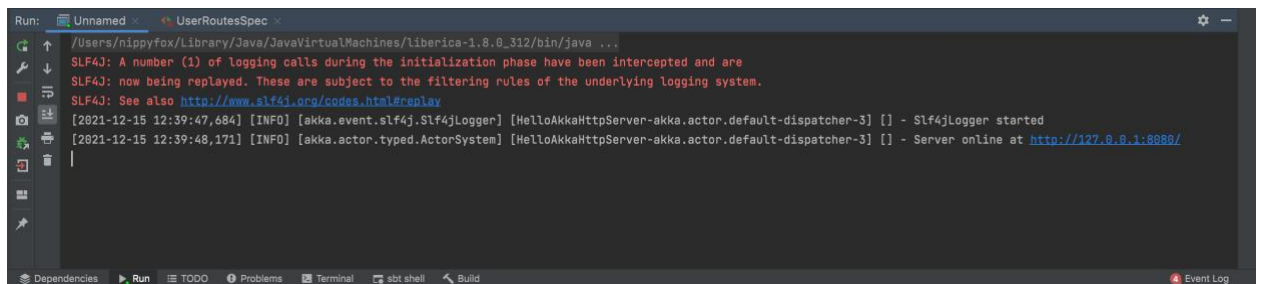 Run: Unnamed × UserRoutesSpec ×
/Users/nippyfox/Library/Java/JavaVirtualMachines/liberica-1.8.0_312/bin/java ...
SLF4J: A number (1) of logging calls during the initialization phase have been intercepted and are
SLF4J: now being replayed. These are subject to the filtering rules of the underlying logging system.
SLF4J: See also http://www.slf4j.org/codes.html#replay
[2021-12-15 12:39:47,684] [INFO] [akka.event.slf4j.Slf4jLogger] [HelloAkkaHttpServer-akka.actor.default-dispatcher-3] [] - Slf4jLogger started
[2021-12-15 12:39:48,171] [INFO] [akka.actor.typed.ActorSystem] [HelloAkkaHttpServer-akka.actor.default-dispatcher-3] [] - Server online at http://127.0.0.1:8080/
Dependencies Run TODO Problems Terminal sbt shell Build 4 Event Log